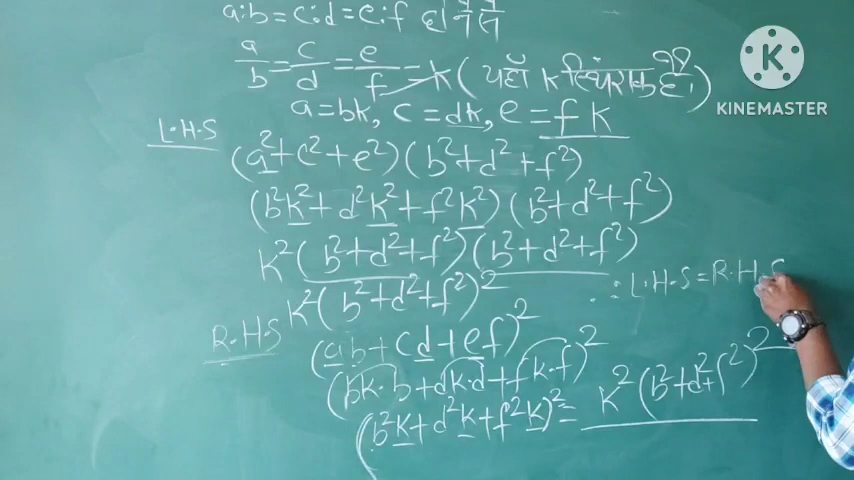 a:b = c:d = e:f हो
a/b = c/d = e/f = k ( यहाँ k है। )
a = bk, c = dk, e = fk
L.H.S
(a²+c²+e²)(b²+d²+f²)
(b²k²+d²k²+f²k²)(b²+d²+f²)
k²(b²+d²+f²)(b²+d²+f²)
k²(b²+d²+f²)²
R.H.S
(ab+cd+ef)²
(bk·b+dk·d+fk·f)²
(b²k+d²k+f²k)² = k²(b²+d²+f²)²
∴ L.H.S = R.H.S
K
KINEMASTER